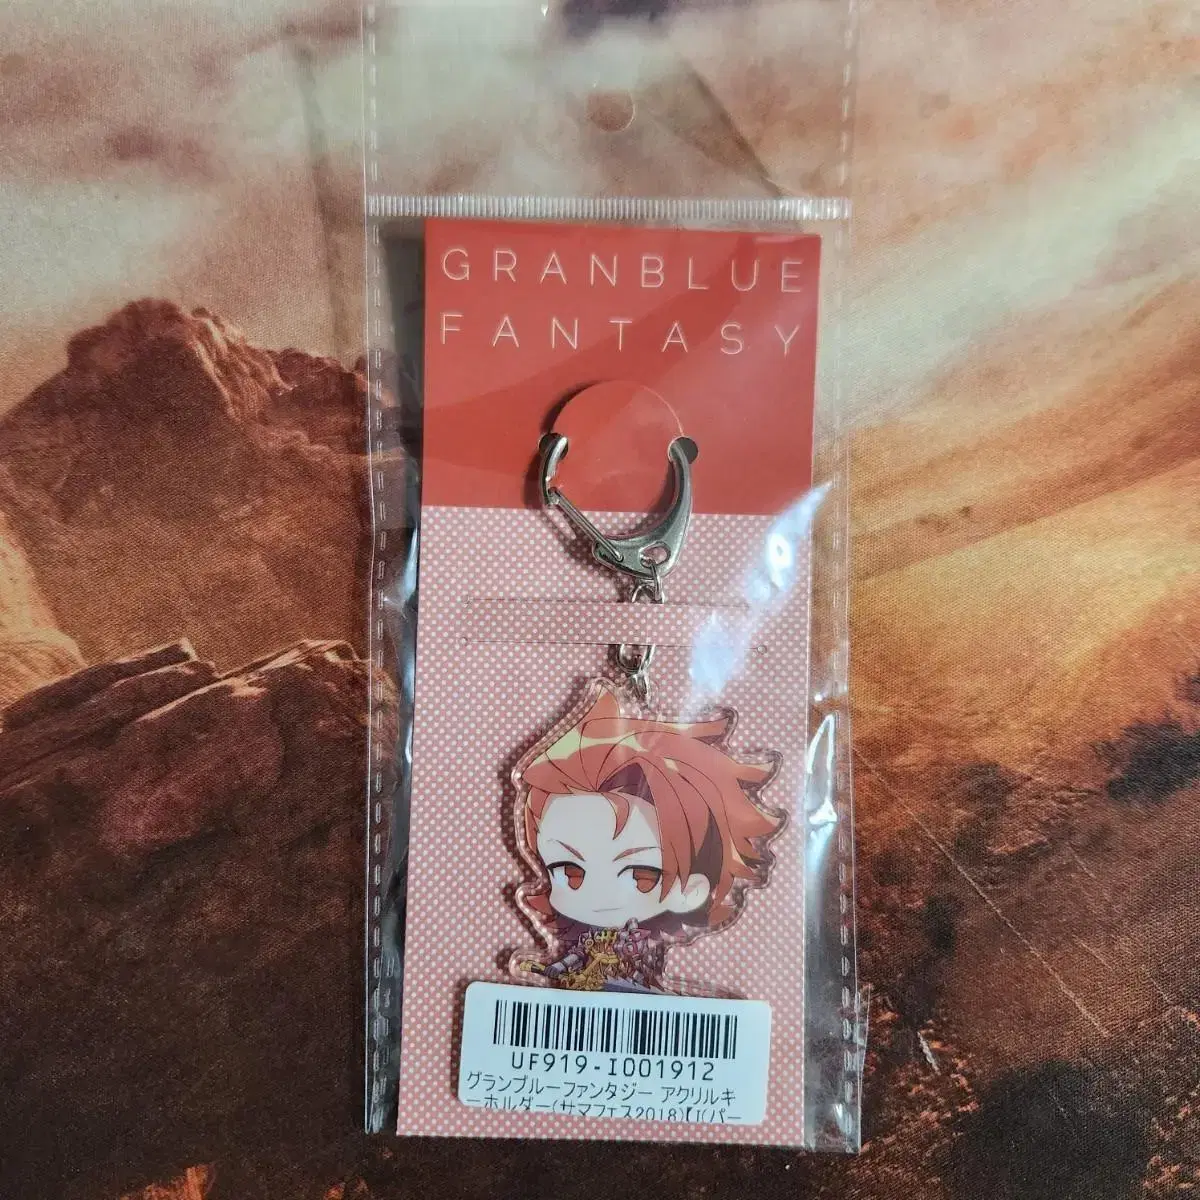 GRANBLUE
FANTASY
UF919-I001912
グランブルーファンタジー アクリルキ
ーホルダー(サマフェス2018)【I(パー